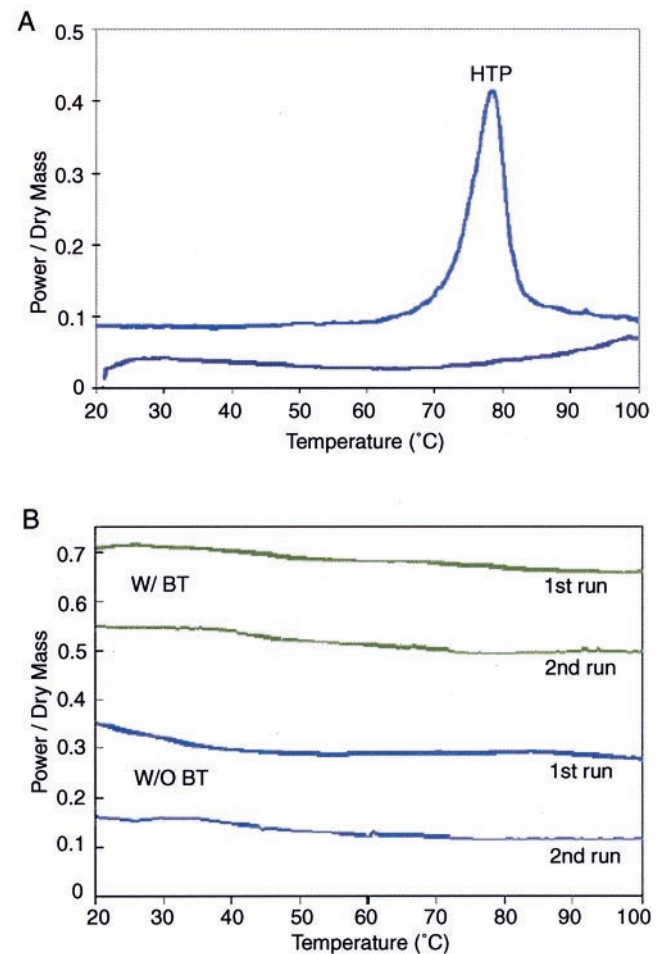 A
0.5
HTP
0.4
0.3
0.2
0.1
0
Power / Dry Mass
20 30 40 50 60 70 80 90 100
Temperature (˚C)
B
0.7
W/ BT
1st run
0.6
0.5
2nd run
0.4
0.3
1st run
W/O BT
0.2
0.1
2nd run
0
Power / Dry Mass
20 30 40 50 60 70 80 90 100
Temperature (˚C)